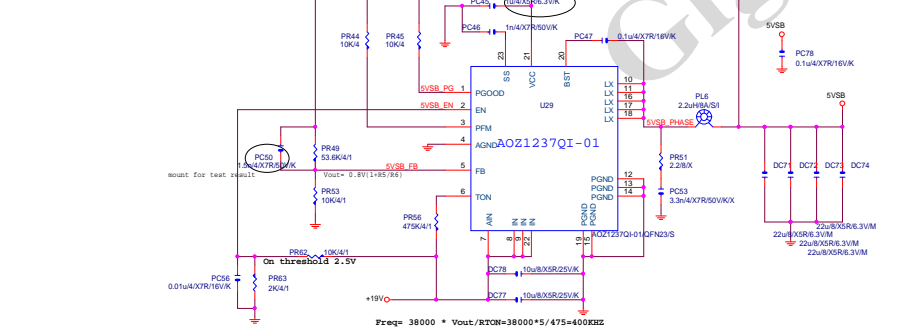 PC45
1u/4/X5R/6.3V/K
PC46
1n/4/X7R/50V/K
PR44
10K/4
PR45
10K/4
PC47
0.1u/4/X7R/16V/K
5VSB
PC78
0.1u/4/X7R/16V/K
23
21
20
SS
VCC
BST
5VSB_PG
1
PGOOD
U29
LX
10
LX
11
LX
16
LX
17
LX
18
5VSB_EN
2
EN
3
PFM
4
AGND
AOZ1237QI-01
5VSB_PHASE
PL6
2.2uH/8A/S/I
5VSB
PC50
1.5n/4/X7R/50V/K
PR49
53.6K/4/1
mount for test result
5VSB_FB
5
FB
Vout= 0.8V(1+R5/R6)
PR53
10K/4/1
6
TON
PGND
12
PGND
13
PGND
14
PR51
2.2/8/X
PC53
3.3n/4/X7R/50V/K/X
DC71
DC72
DC73
DC74
PR56
475K/4/1
AIN
IN
IN
IN
PGND
PGND
7
8
9
22
19
15
AOZ1237QI-01/QFN23/S
22u/8/X5R/6.3V/M
22u/8/X5R/6.3V/M
22u/8/X5R/6.3V/M
22u/8/X5R/6.3V/M
PR62
10K/4/1
On threshold 2.5V
PC56
0.01u/4/X7R/16V/K
PR63
2K/4/1
DC78
10u/8/X5R/25V/K
DC77
10u/8/X5R/25V/K
+19V
Freq= 38000 * Vout/RTON=38000*5/475=400KHZ